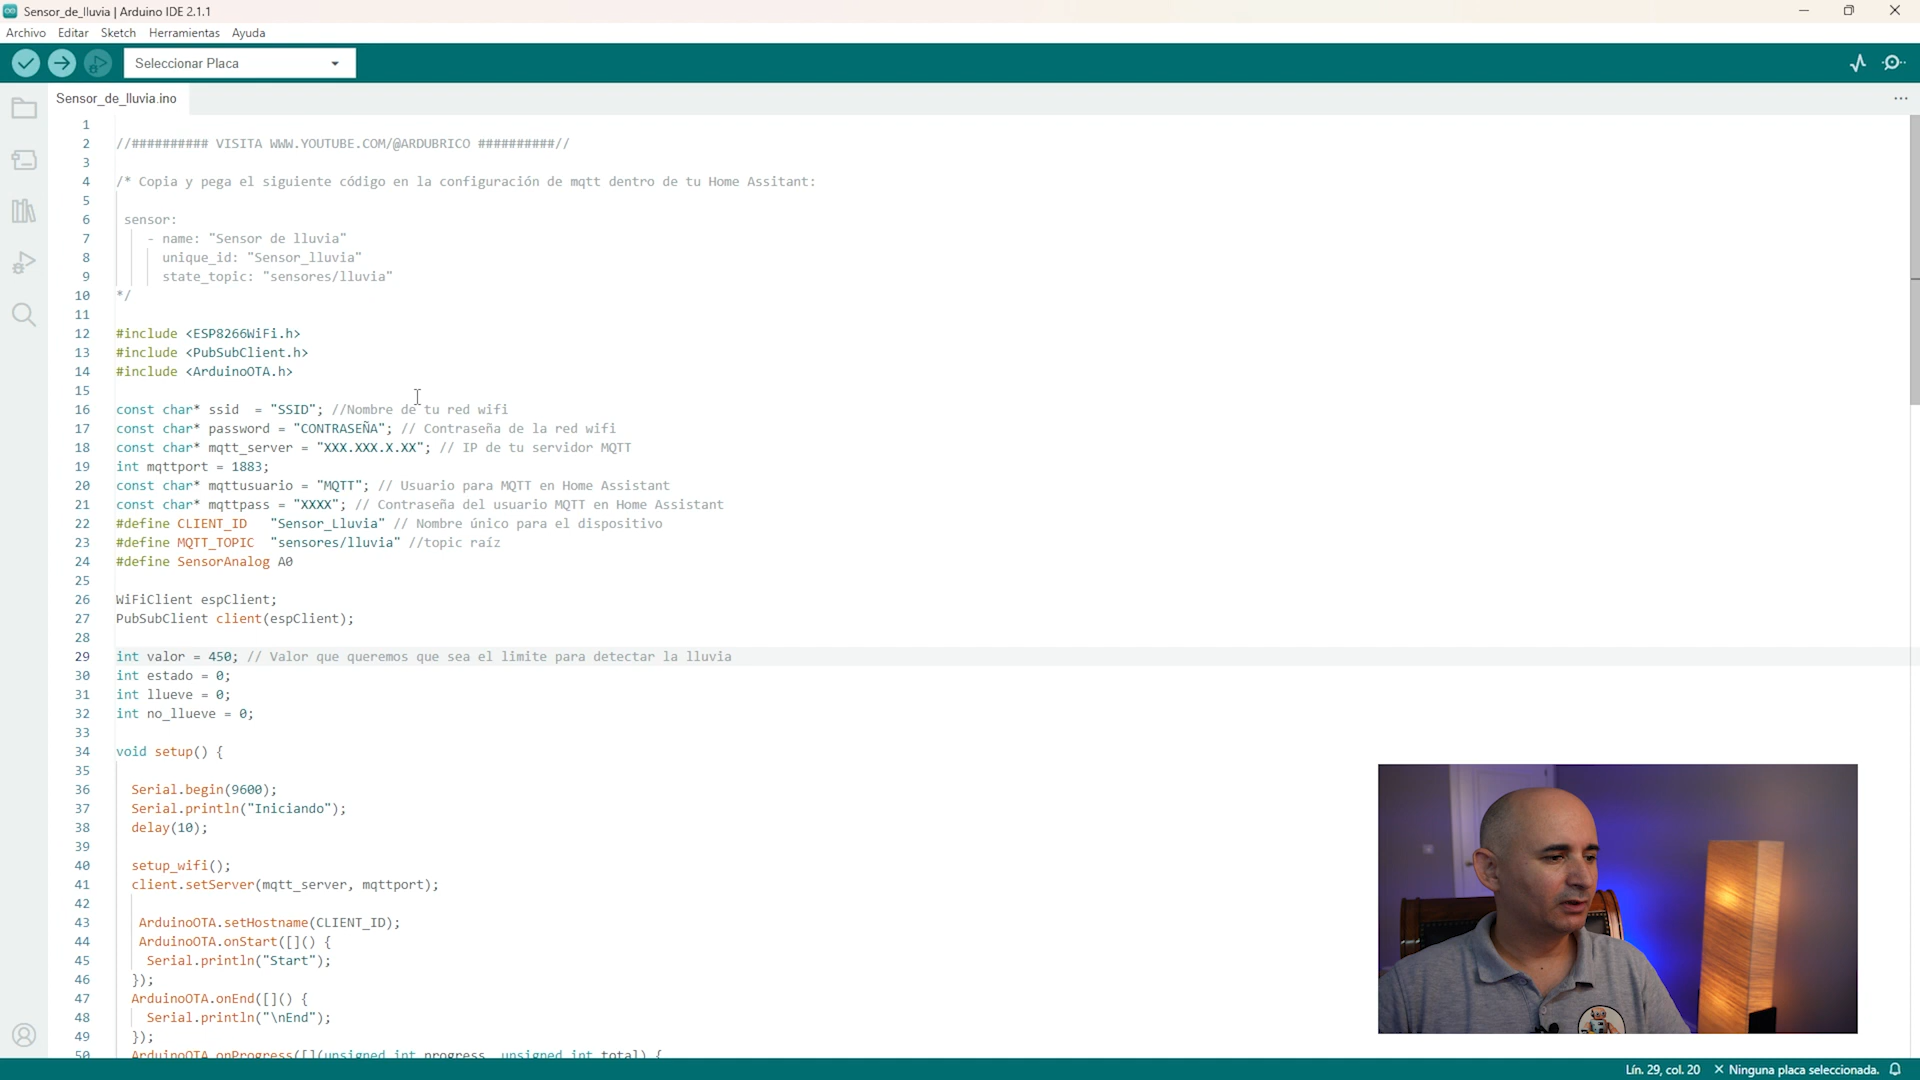 Sensor_de_lluvia | Arduino IDE 2.1.1
Archivo Editar Sketch Herramientas Ayuda
Seleccionar Placa
Sensor_de_lluvia.ino
1
2 //########## VISITA WWW.YOUTUBE.COM/@ARDUBRICO ##########//
3
4 /* Copia y pega el siguiente código en la configuración de mqtt dentro de tu Home Assitant:
5
6 sensor:
7 - name: "Sensor de lluvia"
8 unique_id: "Sensor_lluvia"
9 state_topic: "sensores/lluvia"
10 */
11
12 #include <ESP8266WiFi.h>
13 #include <PubSubClient.h>
14 #include <ArduinoOTA.h>
15
16 const char* ssid = "SSID"; //Nombre de tu red wifi
17 const char* password = "CONTRASEÑA"; // Contraseña de la red wifi
18 const char* mqtt_server = "XXX.XXX.X.XX"; // IP de tu servidor MQTT
19 int mqttport = 1883;
20 const char* mqttusuario = "MQTT"; // Usuario para MQTT en Home Assistant
21 const char* mqttpass = "XXXX"; // Contraseña del usuario MQTT en Home Assistant
22 #define CLIENT_ID "Sensor_Lluvia" // Nombre único para el dispositivo
23 #define MQTT_TOPIC "sensores/lluvia" //topic raíz
24 #define SensorAnalog A0
25
26 WiFiClient espClient;
27 PubSubClient client(espClient);
28
29 int valor = 450; // Valor que queremos que sea el limite para detectar la lluvia
30 int estado = 0;
31 int llueve = 0;
32 int no_llueve = 0;
33
34 void setup() {
35
36 Serial.begin(9600);
37 Serial.println("Iniciando");
38 delay(10);
39
40 setup_wifi();
41 client.setServer(mqtt_server, mqttport);
42
43 ArduinoOTA.setHostname(CLIENT_ID);
44 ArduinoOTA.onStart([]() {
45 Serial.println("Start");
46 });
47 ArduinoOTA.onEnd([]() {
48 Serial.println("\nEnd");
49 });
50 ArduinoOTA.onProgress([](unsigned int progress, unsigned int total) {
Lín. 29, col. 20 Ninguna placa seleccionada.